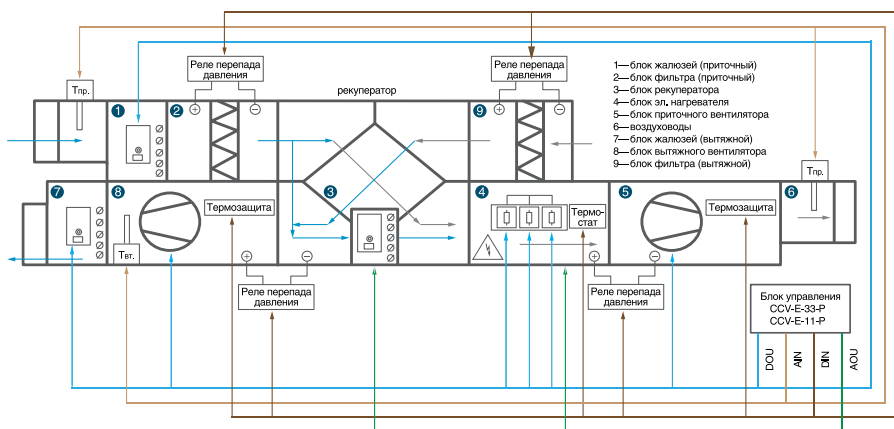 Реле перепада
давления
Реле перепада
давления
рекуператор
1—блок жалюзей (приточный)
2—блок фильтра (приточный)
3—блок рекуператора
4—блок эл. нагревателя
5—блок приточного вентилятора
6—воздуховоды
7—блок жалюзей (вытяжной)
8—блок вытяжного вентилятора
9—блок фильтра (вытяжной)
Тпр.
1
2
+
−
9
+
−
Тпр.
7
8
Термозащита
3
4
Термо-
стат
5
Термозащита
6
Твт.
+
−
+
−
Реле перепада
давления
Реле перепада
давления
Блок управления
CCV-E-33-P
CCV-E-11-P
DOU
AIN
DIN
AOU